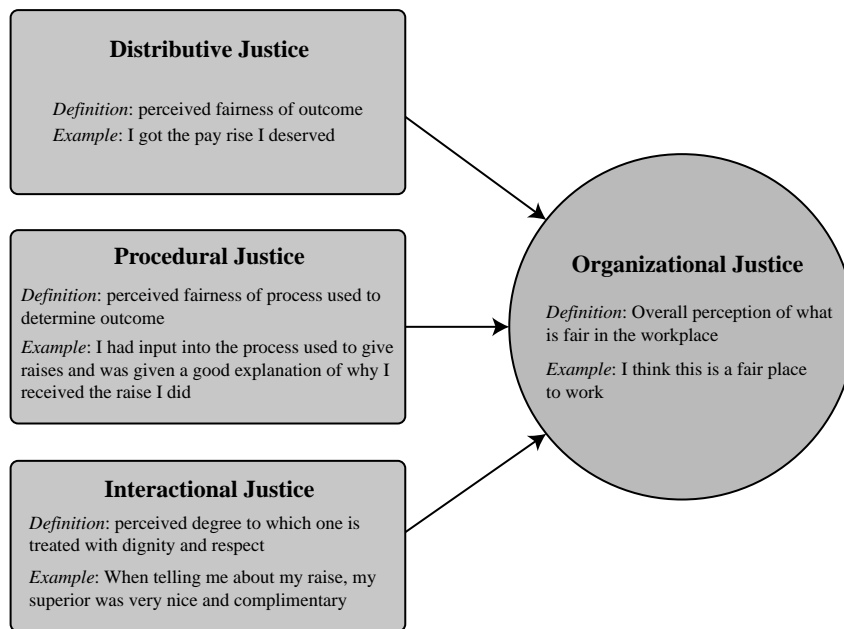 Distributive Justice
Definition: perceived fairness of outcome
Example: I got the pay rise I deserved
Procedural Justice
Definition: perceived fairness of process used to
determine outcome
Example: I had input into the process used to give
raises and was given a good explanation of why I
received the raise I did
Interactional Justice
Definition: perceived degree to which one is
treated with dignity and respect
Example: When telling me about my raise, my
superior was very nice and complimentary
Organizational Justice
Definition: Overall perception of what
is fair in the workplace
Example: I think this is a fair place
to work